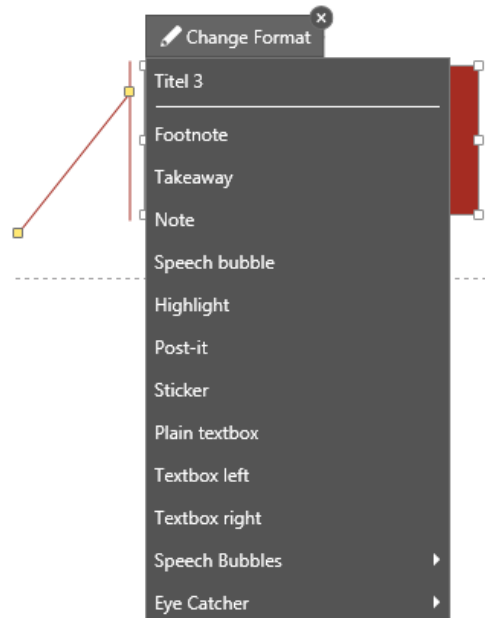 Change Format
Titel 3
Footnote
Takeaway
Note
Speech bubble
Highlight
Post-it
Sticker
Plain textbox
Textbox left
Textbox right
Speech Bubbles
Eye Catcher